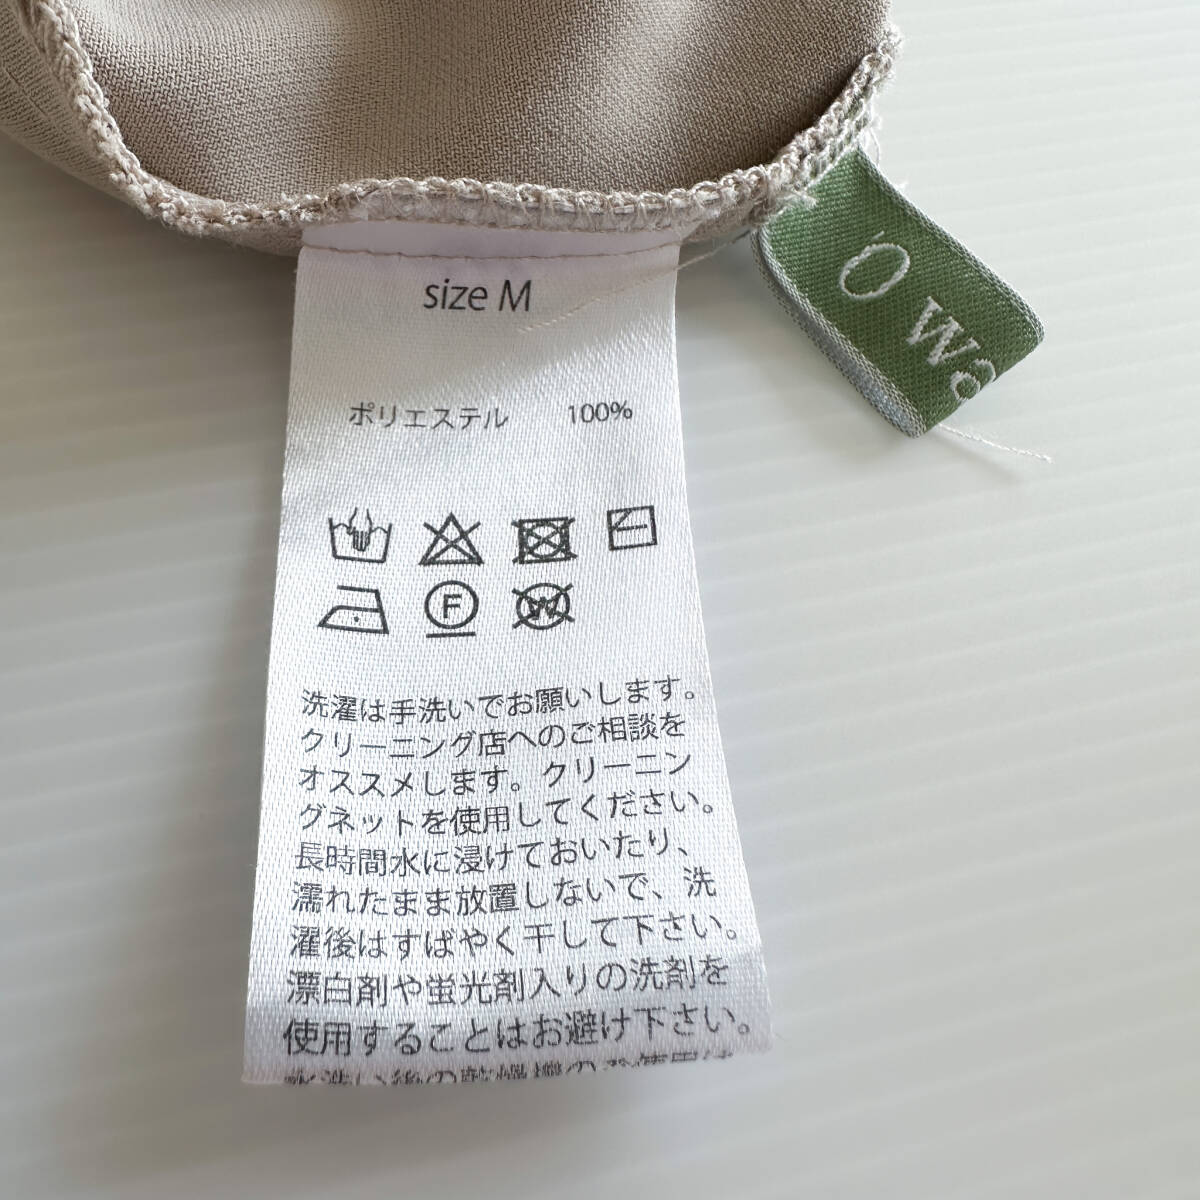 size M
ポリエステル 100%
F
W
洗濯は手洗いでお願いします。
クリーニング店へのご相談を
オススメします。クリーニン
グネットを使用してください。
長時間水に浸けておいたり、
濡れたまま放置しないで、洗
濯後はすばやく干して下さい。
漂白剤や蛍光剤入りの洗剤を
使用することはお避け下さい。
O wa